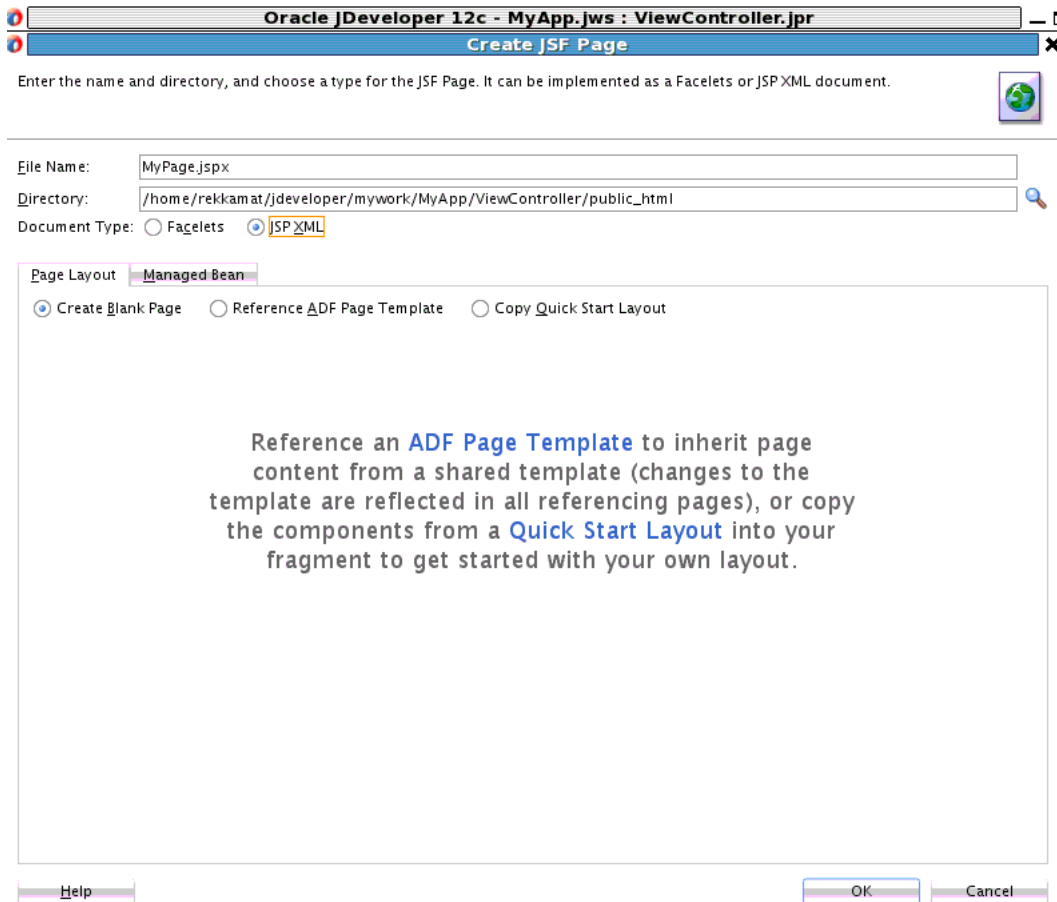 Oracle JDeveloper 12c - MyApp.jws : ViewController.jpr
Create JSF Page
Enter the name and directory, and choose a type for the JSF Page. It can be implemented as a Facelets or JSP XML document.
File Name: MyPage.jspx
Directory: /home/rekkamat/jdeveloper/mywork/MyApp/ViewController/public_html
Document Type: Facelets JSP XML
Page Layout Managed Bean
Create Blank Page Reference ADF Page Template Copy Quick Start Layout
Reference an ADF Page Template to inherit page
content from a shared template (changes to the
template are reflected in all referencing pages), or copy
the components from a Quick Start Layout into your
fragment to get started with your own layout.
Help OK Cancel